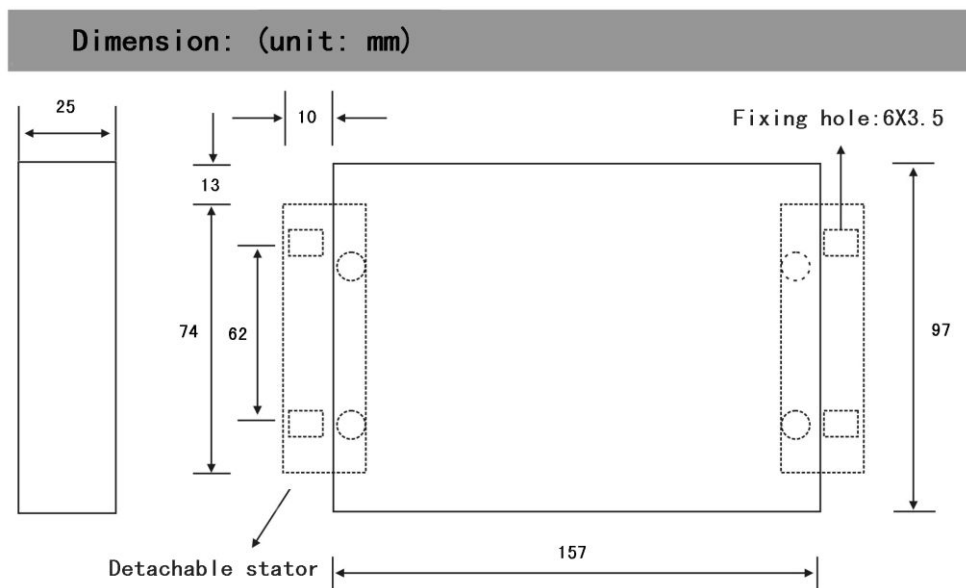 Dimension: (unit: mm)
25
10
Fixing hole:6X3.5
13
74
62
97
157
Detachable stator